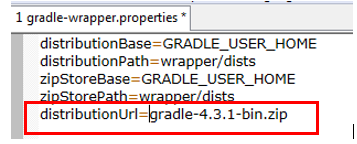 1 gradle-wrapper.properties *
distributionBase=GRADLE_USER_HOME
distributionPath=wrapper/dists
zipStoreBase=GRADLE_USER_HOME
zipStorePath=wrapper/dists
distributionUrl=gradle-4.3.1-bin.zip